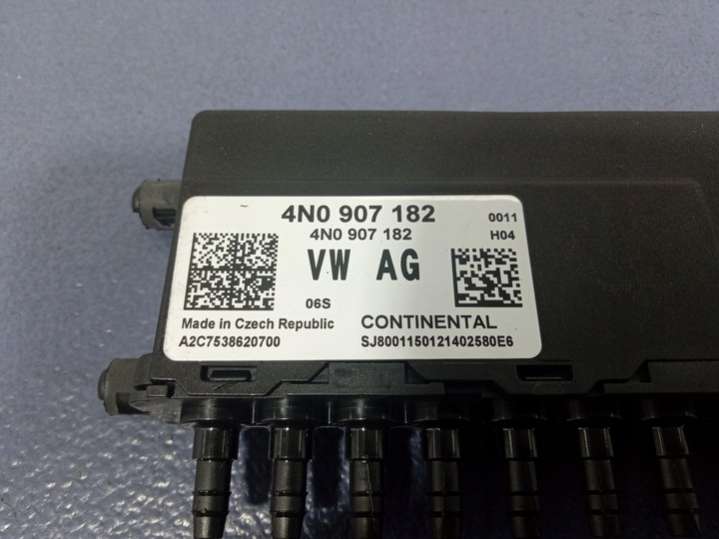 4N0 907 182
0011
4N0 907 182
H04
VW AG
06S
Made in Czech Republic
CONTINENTAL
A2C7538620700
SJ8001150121402580E6